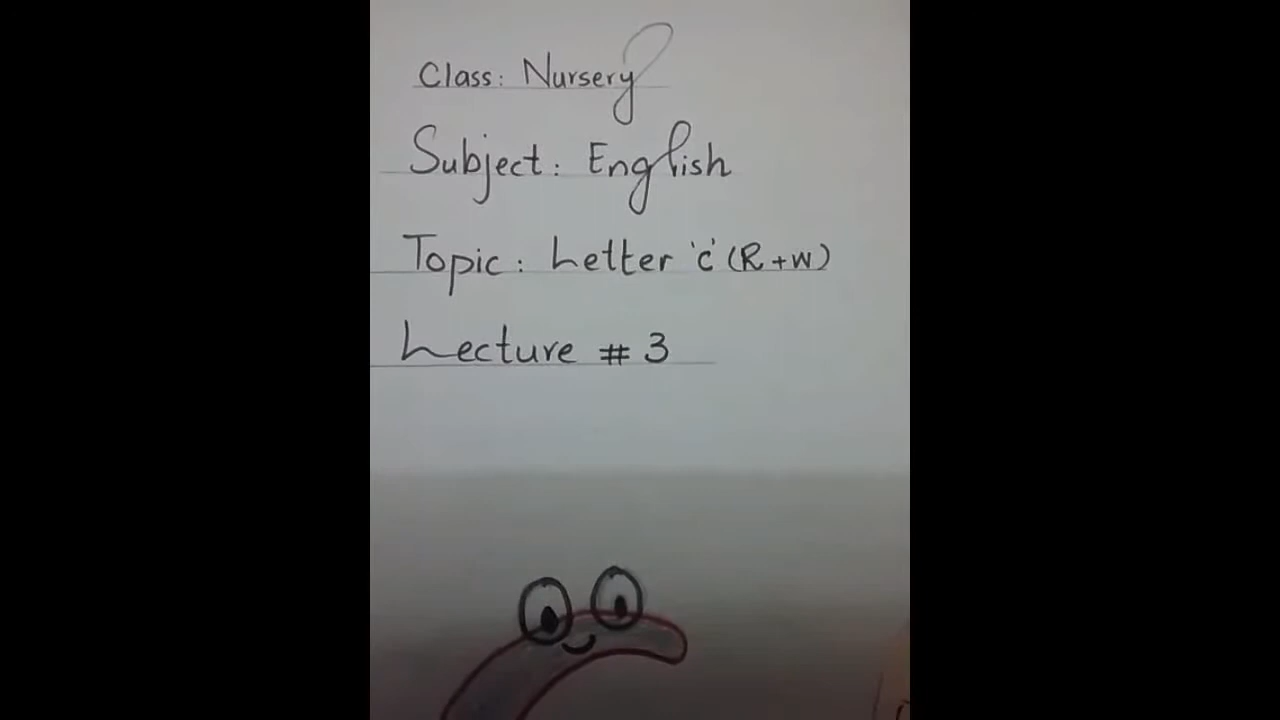 Class: Nursery
Subject: English
Topic: Letter 'c' (R+W)
Lecture # 3